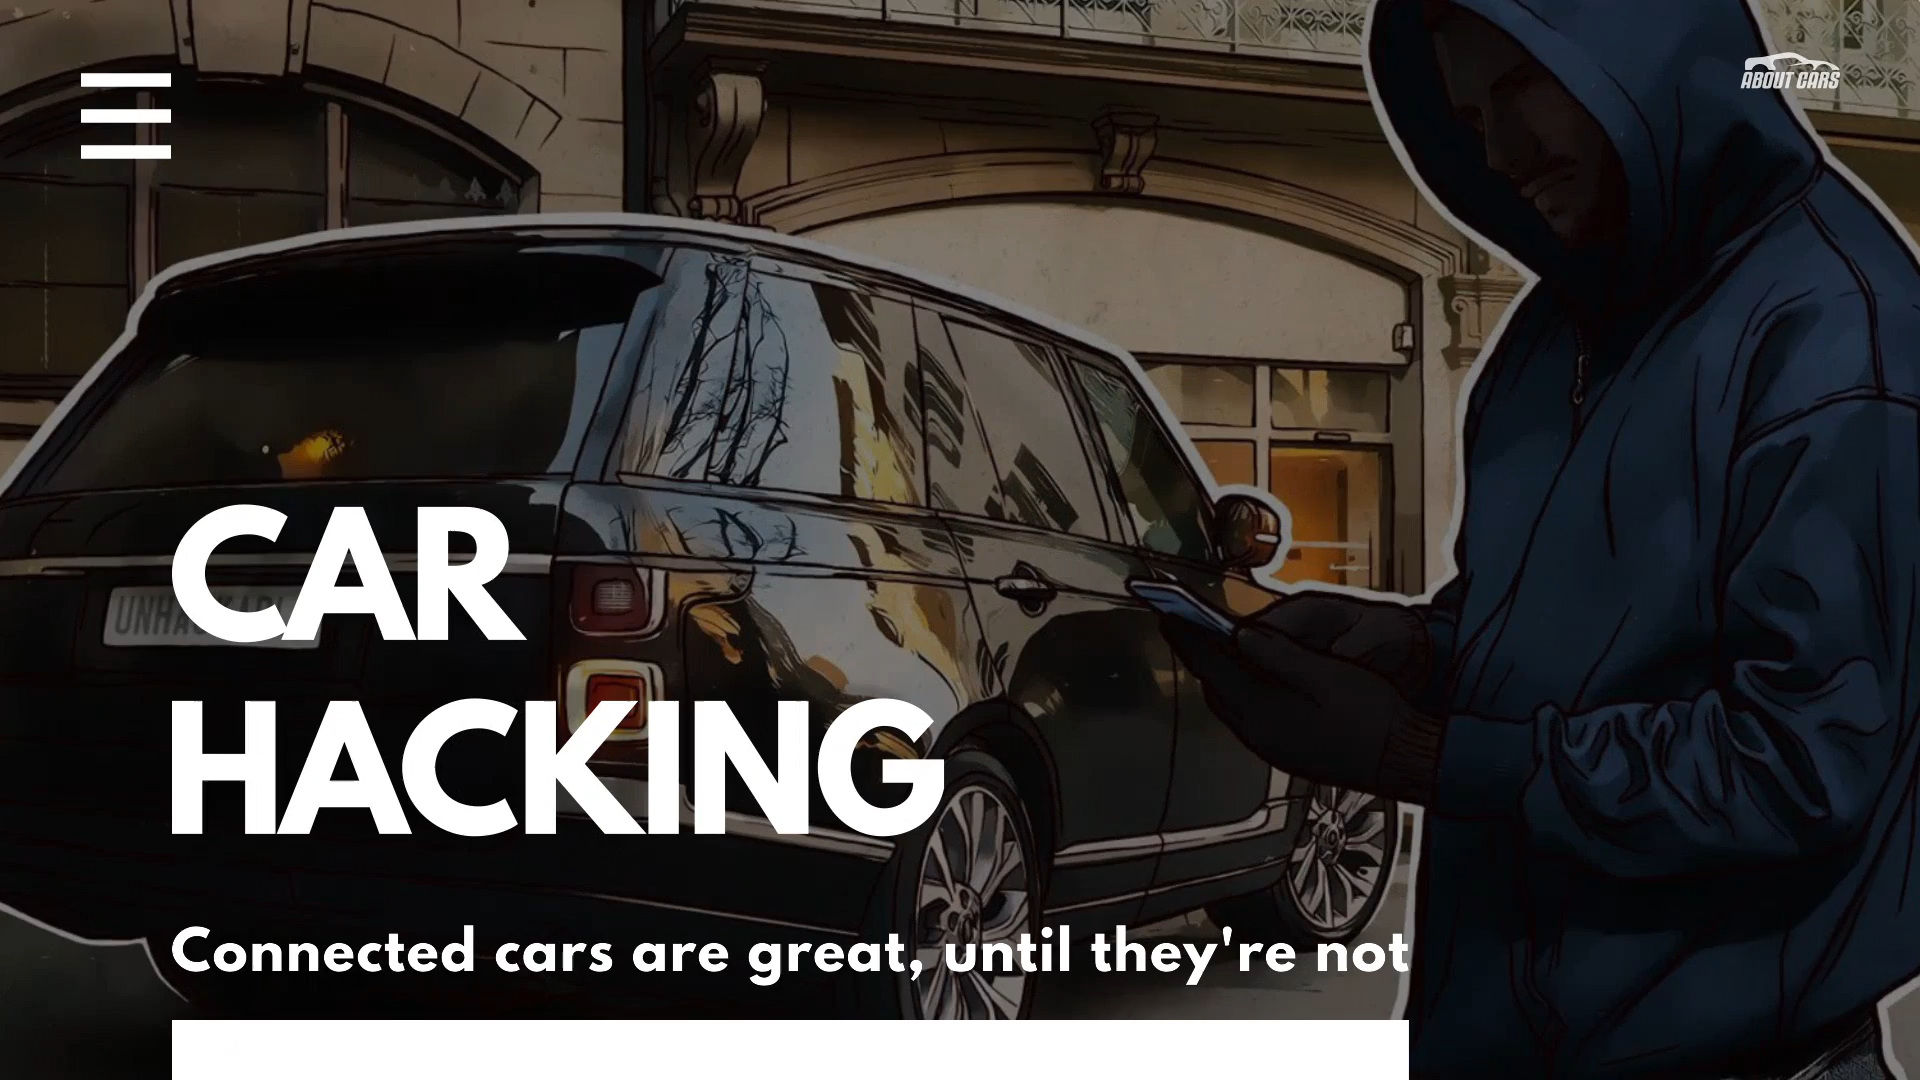 ABOUT CARS
CAR
HACKING
Connected cars are great, until they're not